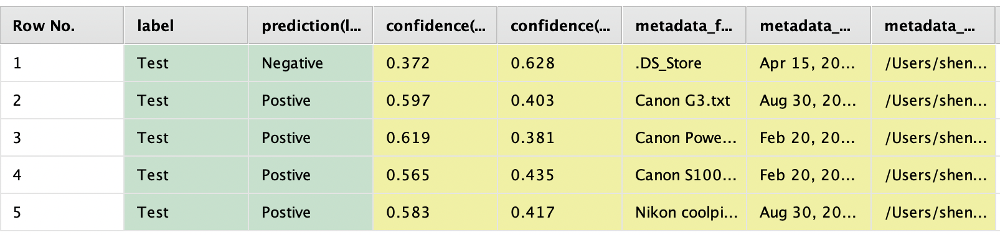 Row No. label prediction(l... confidence(... confidence(... metadata_f... metadata_... metadata_...
1 Test Negative 0.372 0.628 .DS_Store Apr 15, 20... /Users/shen...
2 Test Postive 0.597 0.403 Canon G3.txt Aug 30, 20... /Users/shen...
3 Test Postive 0.619 0.381 Canon Powe... Feb 20, 20... /Users/shen...
4 Test Postive 0.565 0.435 Canon S100... Feb 20, 20... /Users/shen...
5 Test Postive 0.583 0.417 Nikon coolpi... Aug 30, 20... /Users/shen...